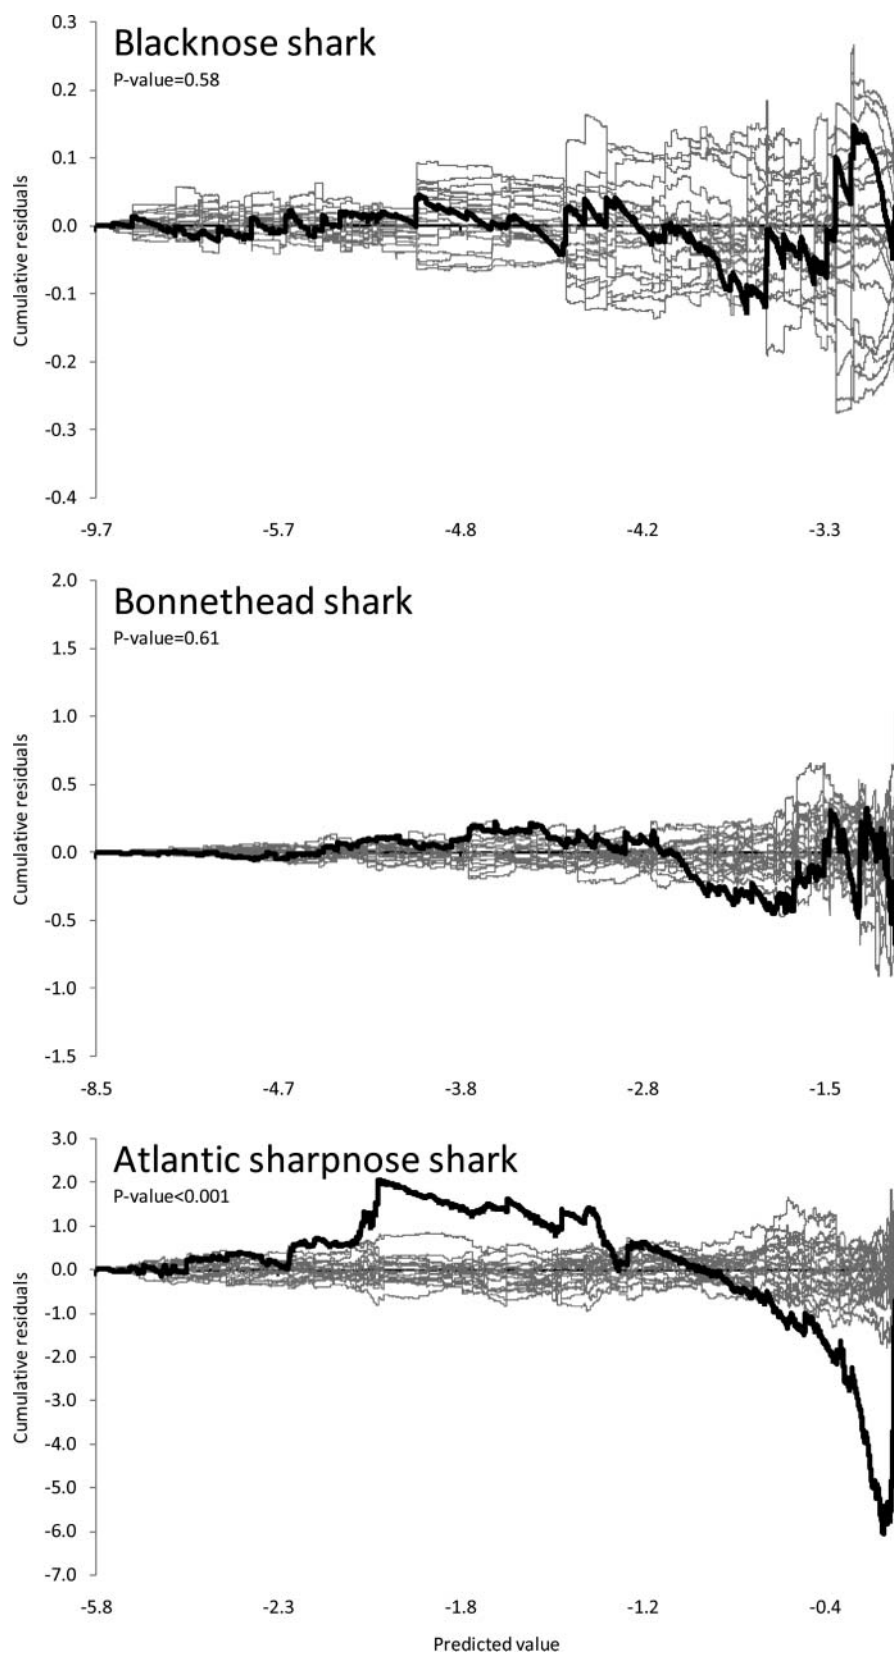 Blacknose shark
P-value=0.58
Cumulative residuals
0.3
0.2
0.1
0.0
-0.1
-0.2
-0.3
-0.4
-9.7 -5.7 -4.8 -4.2 -3.3
Bonnethead shark
P-value=0.61
Cumulative residuals
2.0
1.5
1.0
0.5
0.0
-0.5
-1.0
-1.5
-8.5 -4.7 -3.8 -2.8 -1.5
Atlantic sharpnose shark
P-value<0.001
Cumulative residuals
3.0
2.0
1.0
0.0
-1.0
-2.0
-3.0
-4.0
-5.0
-6.0
-7.0
-5.8 -2.3 -1.8 -1.2 -0.4
Predicted value